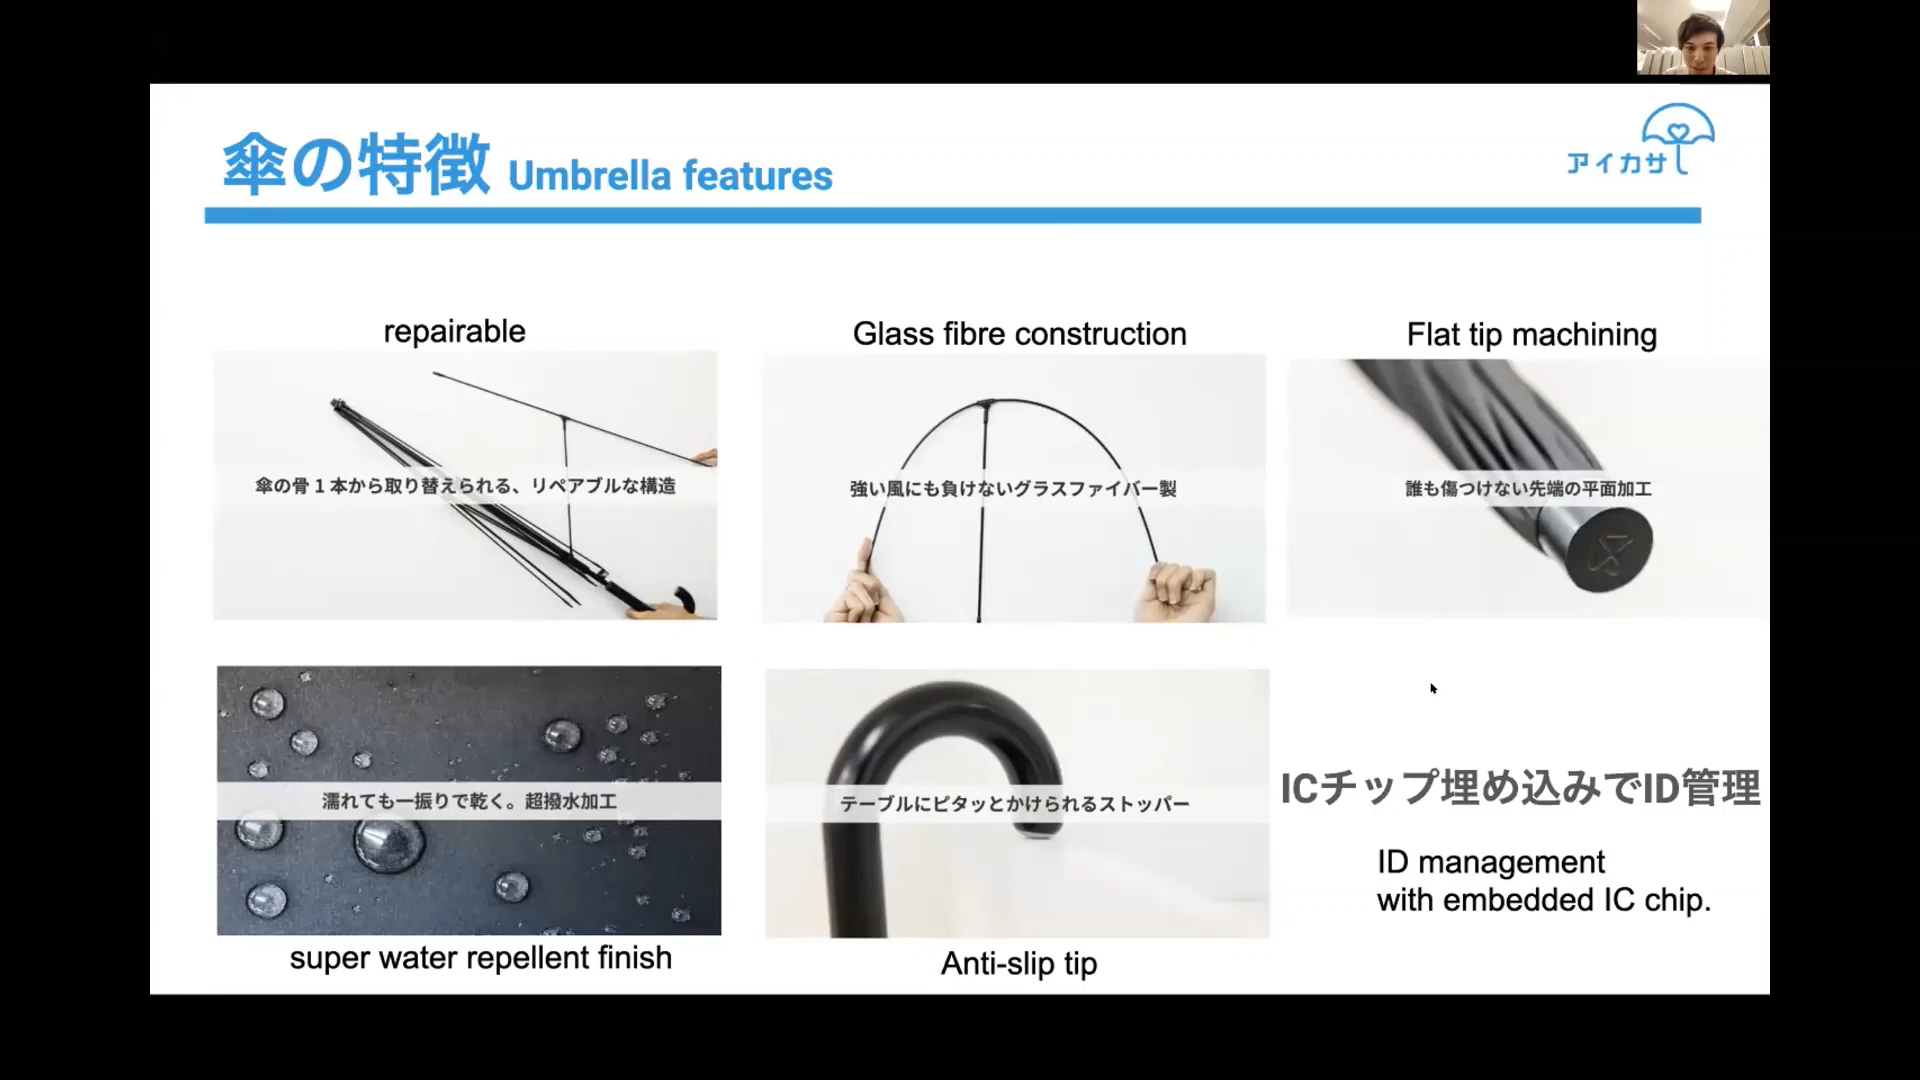 傘の特徴 Umbrella features
アイカサ
repairable
傘の骨1本から取り替えられる、リペアブルな構造
Glass fibre construction
強い風にも負けないグラスファイバー製
Flat tip machining
誰も傷つけない先端の平面加工
濡れても一振りで乾く。超撥水加工
super water repellent finish
テーブルにピタッとかけられるストッパー
Anti-slip tip
ICチップ埋め込みでID管理
ID management
with embedded IC chip.